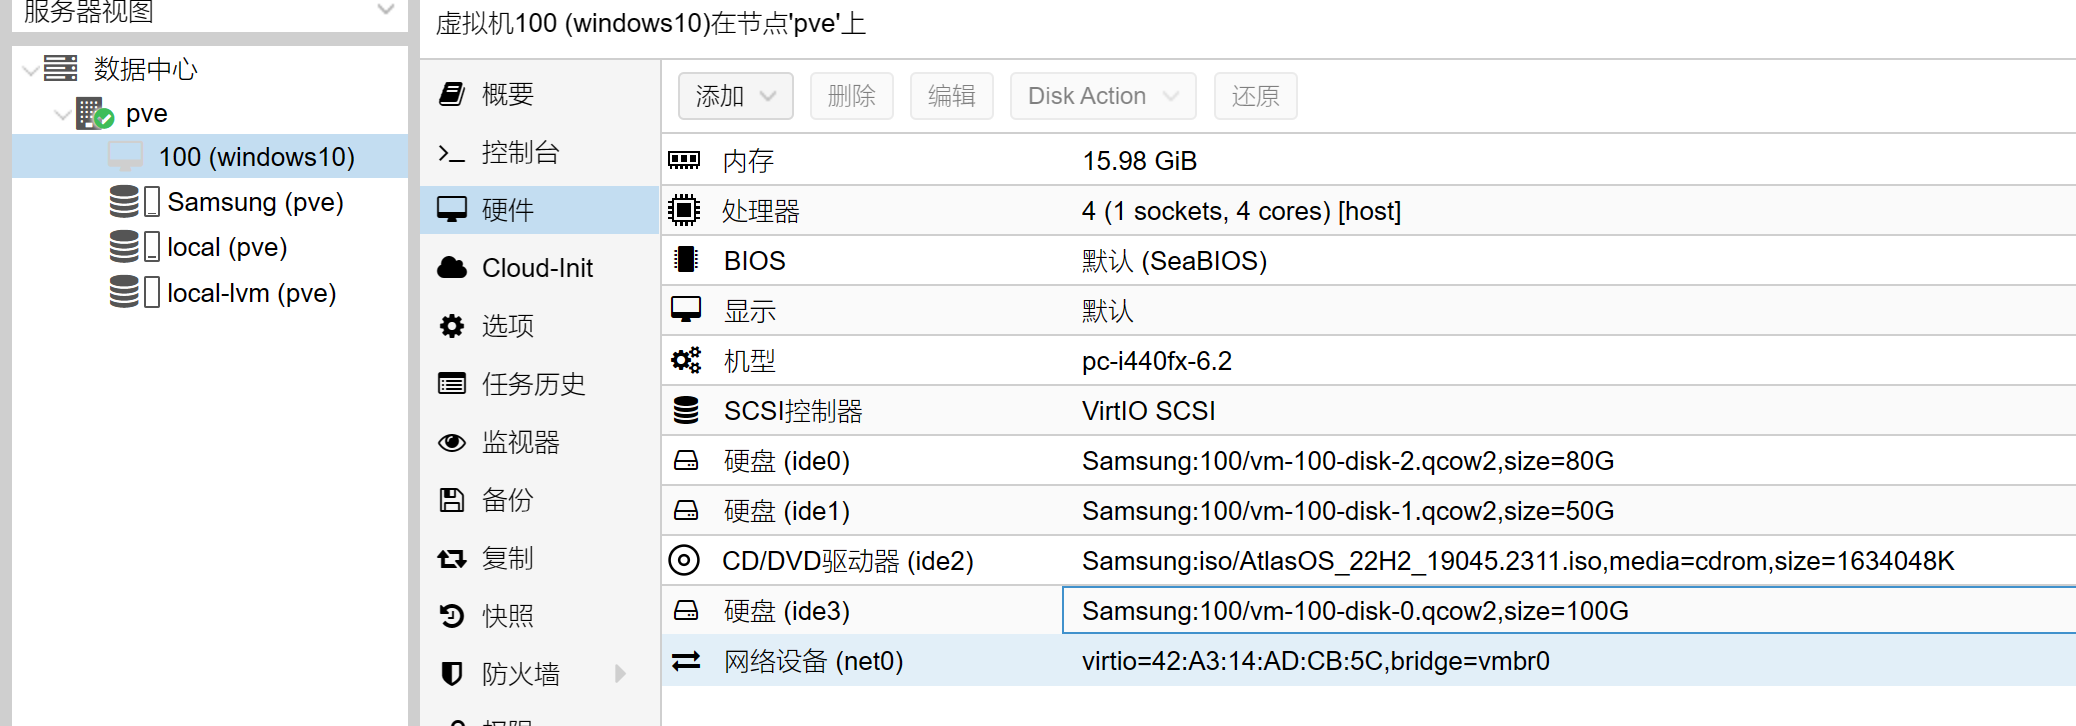 服务器视图
数据中心
pve
100 (windows10)
Samsung (pve)
local (pve)
local-lvm (pve)
虚拟机100 (windows10)在节点'pve'上
概要
控制台
硬件
Cloud-Init
选项
任务历史
监视器
备份
复制
快照
防火墙
权限
添加 删除 编辑 Disk Action 还原
内存 15.98 GiB
处理器 4 (1 sockets, 4 cores) [host]
BIOS 默认 (SeaBIOS)
显示 默认
机型 pc-i440fx-6.2
SCSI控制器 VirtIO SCSI
硬盘 (ide0) Samsung:100/vm-100-disk-2.qcow2,size=80G
硬盘 (ide1) Samsung:100/vm-100-disk-1.qcow2,size=50G
CD/DVD驱动器 (ide2) Samsung:iso/AtlasOS_22H2_19045.2311.iso,media=cdrom,size=1634048K
硬盘 (ide3) Samsung:100/vm-100-disk-0.qcow2,size=100G
网络设备 (net0) virtio=42:A3:14:AD:CB:5C,bridge=vmbr0